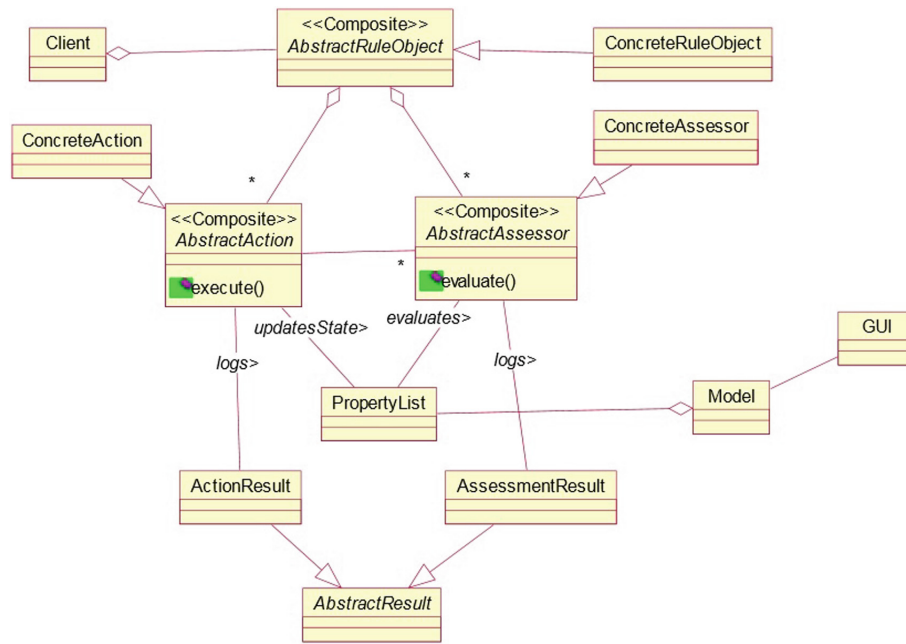 <<Composite>>
AbstractRuleObject
Client
ConcreteRuleObject
ConcreteAction
ConcreteAssessor
*
*
<<Composite>>
AbstractAction
execute()
<<Composite>>
AbstractAssessor
evaluate()
*
updatesState>
evaluates>
logs>
logs>
GUI
PropertyList
Model
ActionResult
AssessmentResult
AbstractResult